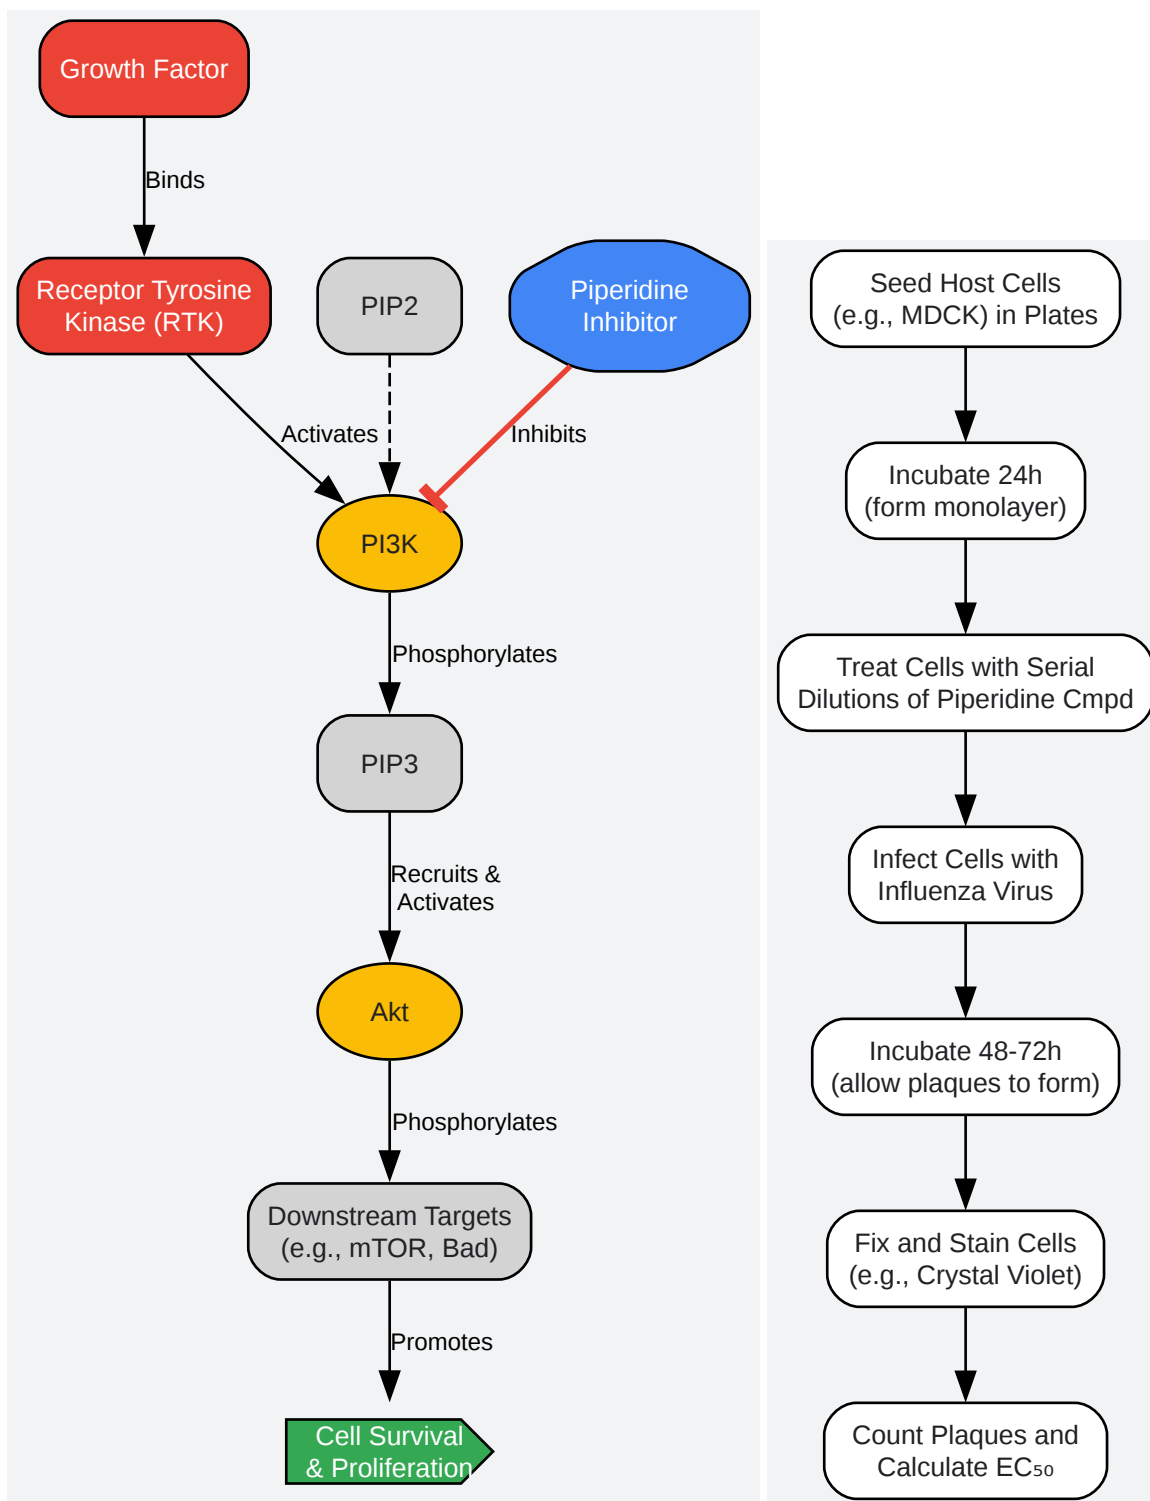 Growth Factor
Binds
Receptor Tyrosine
Kinase (RTK)
PIP2
Piperidine
Inhibitor
Activates
Inhibits
PI3K
Phosphorylates
PIP3
Recruits &
Activates
Akt
Phosphorylates
Downstream Targets
(e.g., mTOR, Bad)
Promotes
Cell Survival
& Proliferation
Seed Host Cells
(e.g., MDCK) in Plates
Incubate 24h
(form monolayer)
Treat Cells with Serial
Dilutions of Piperidine Cmpd
Infect Cells with
Influenza Virus
Incubate 48-72h
(allow plaques to form)
Fix and Stain Cells
(e.g., Crystal Violet)
Count Plaques and
Calculate EC₅₀